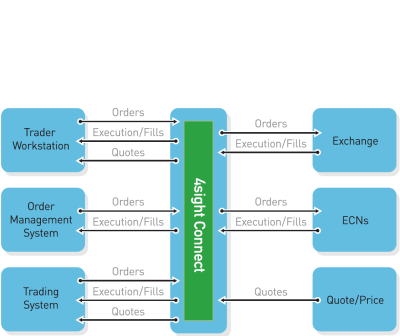 Orders
Trader
Workstation
Execution/Fills
Quotes
Order
Management
System
Orders
Execution/Fills
Trading
System
Orders
Execution/Fills
Quotes
4sight Connect
Orders
Execution/Fills
Exchange
Orders
Execution/Fills
ECNs
Quotes
Quote/Price